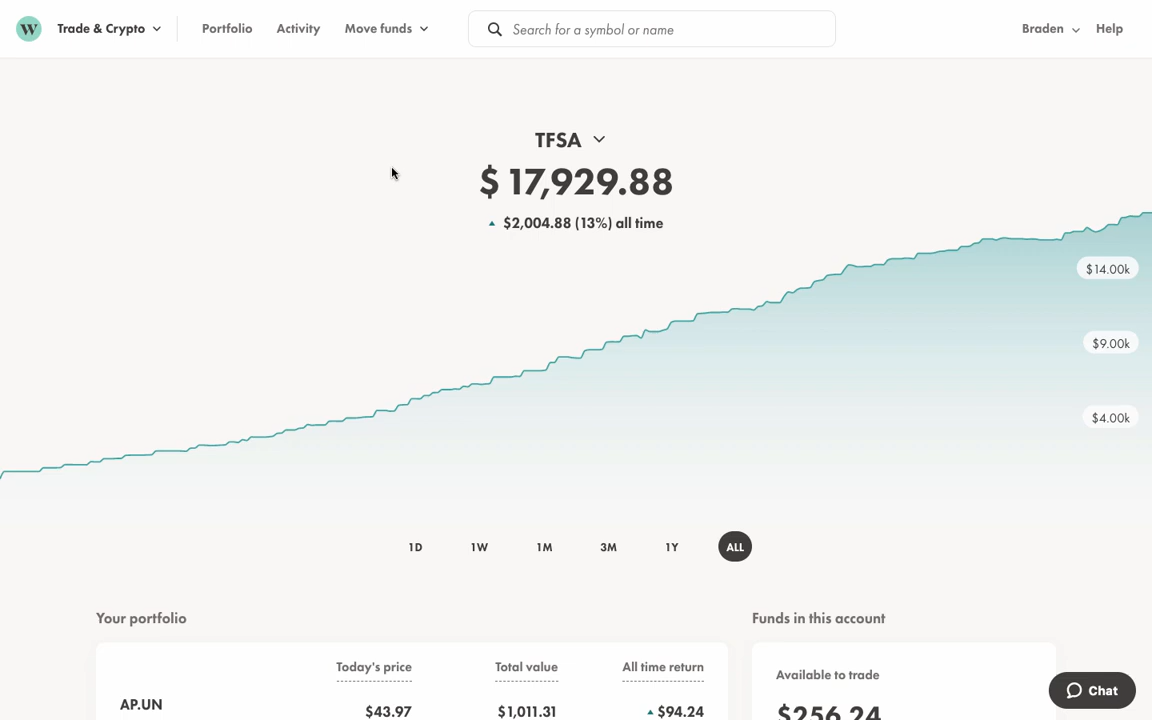 W Trade & Crypto Portfolio Activity Move funds Search for a symbol or name Braden Help
TFSA
$ 17,929.88
$2,004.88 (13%) all time
$14.00k
$9.00k
$4.00k
1D 1W 1M 3M 1Y ALL
Your portfolio
Today's price Total value All time return
AP.UN $43.97 $1,011.31 $94.24
Funds in this account
Available to trade
$256.24
Chat